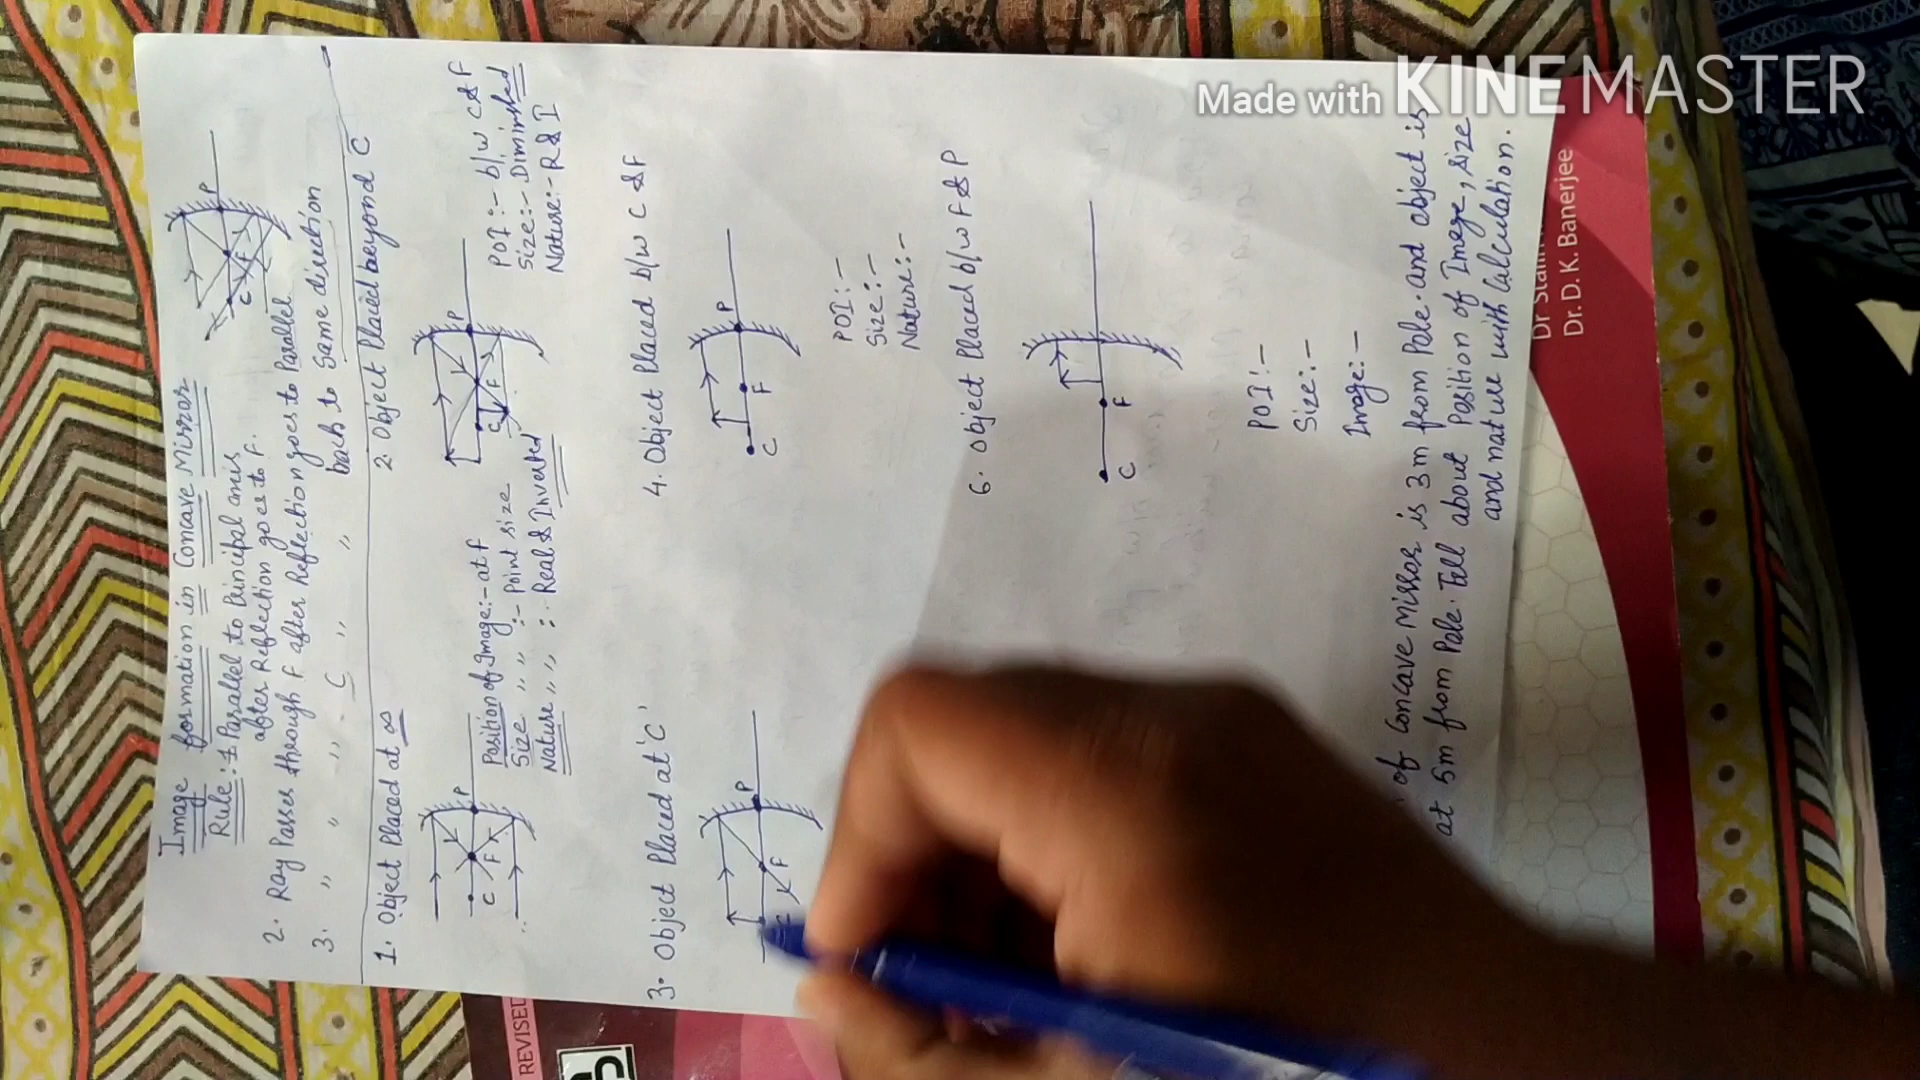 Made with KINEMASTER
Image formation in Concave Mirror
Rule:- 1 Parallel to Principal axis
after Reflection goes to F.
2. Ray Passes through F after Reflection goes to Parallel
3. " " " C " " back to Same direction
1. Object Placed at ∞
C F P
Position of Image:- at F
Size " " :- Point size
Nature " " :- Real & Inverted
2. Object Placed beyond C
C F P
POI:- b/w C & F
Size:- Diminished
Nature:- R & I
3. Object Placed at 'C'
F P
4. Object Placed b/w C & F
C F P
POI:-
Size:-
Nature:-
6. Object Placed b/w F & P
C F
POI:-
Size:-
Image:-
of Concave Mirror is 3m from Pole and object is
at 5m from Pole. Tell about Position of Image, size
and nature with Calculation.
Dr. D. K. Banerjee
REVISED